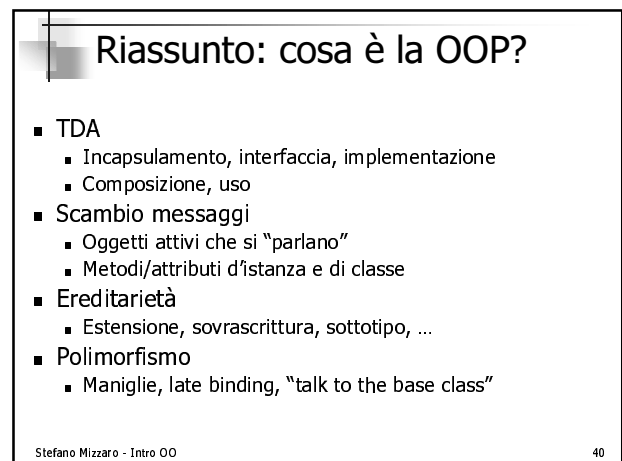 Riassunto: cosa è la OOP?
TDA
Incapsulamento, interfaccia, implementazione
Composizione, uso
Scambio messaggi
Oggetti attivi che si “parlano”
Metodi/attributi d’istanza e di classe
Ereditarietà
Estensione, sovrascrittura, sottotipo, …
Polimorfismo
Maniglie, late binding, “talk to the base class”
Stefano Mizzaro - Intro OO
40